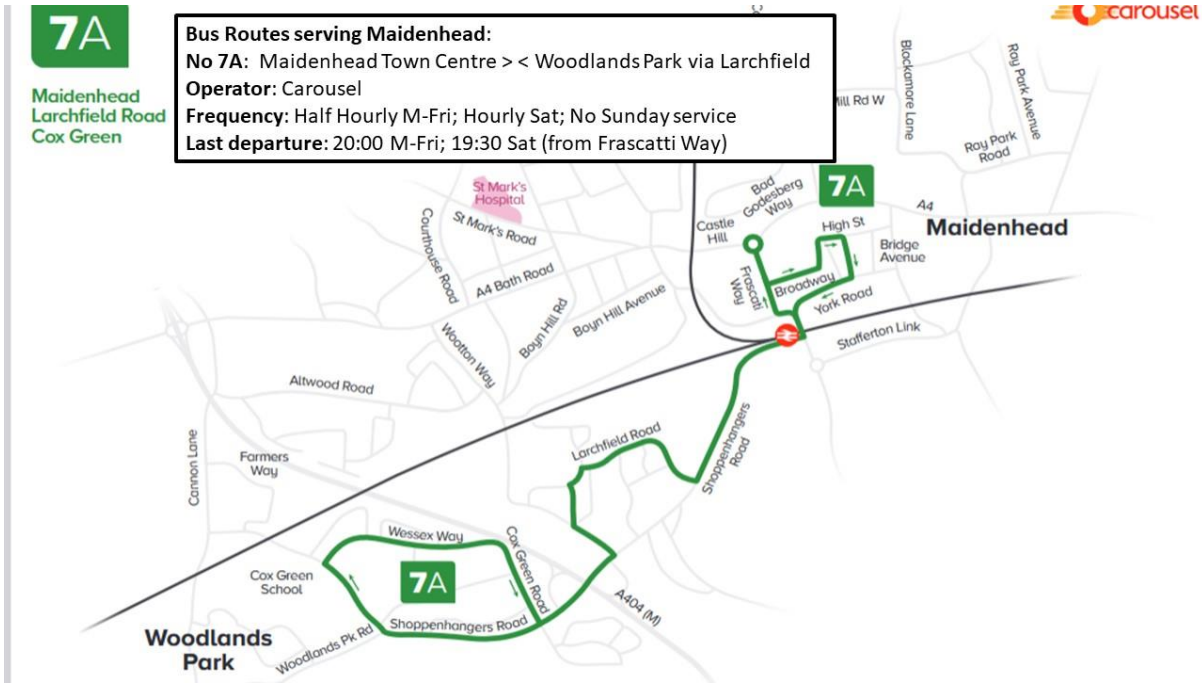 7A
carousel
Maidenhead
Larchfield Road
Cox Green
Bus Routes serving Maidenhead:
No 7A: Maidenhead Town Centre > < Woodlands Park via Larchfield
Operator: Carousel
Frequency: Half Hourly M-Fri; Hourly Sat; No Sunday service
Last departure: 20:00 M-Fri; 19:30 Sat (from Frascatti Way)
Blackamore Lane
Ray Park Avenue
Mill Rd W
Ray Park
Road
St Mark's
Hospital
St Mark's Road
Courthouse Road
Bad
Godesberg
Way
7A
A4
Castle
Hill
High St
Maidenhead
Bridge
Avenue
A4 Bath Road
Frascati
Way
Broadway
York Road
Boyn Hill Rd
Boyn Hill Avenue
Stafferton Link
Wootton Way
Altwood Road
Larchfield Road
Shoppenhangers
Road
Cannon Lane
Farmers
Way
Wessex Way
Cox Green Road
Cox Green
School
7A
A404 (M)
Shoppenhangers Road
Woodlands
Park
Woodlands Pk Rd